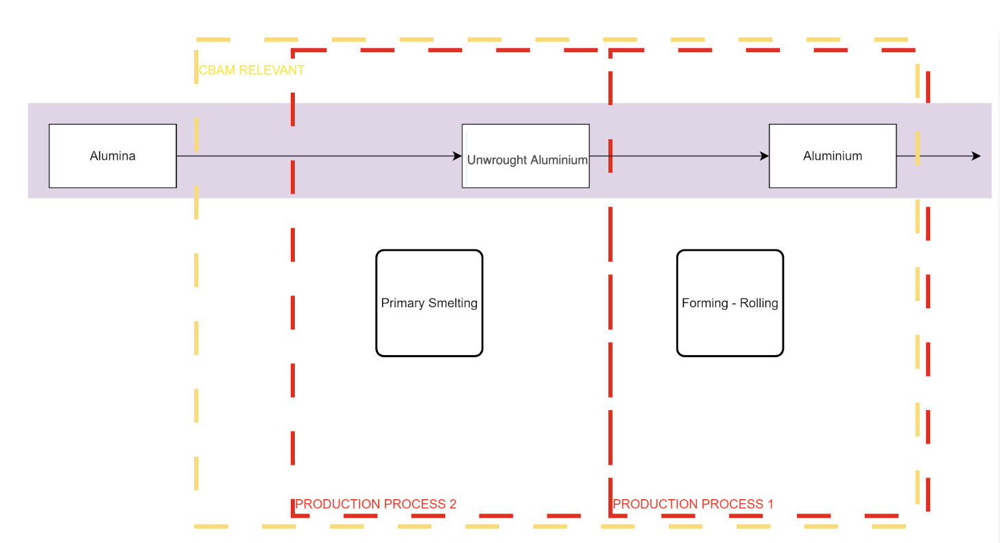 CBAM RELEVANT
Alumina
Unwrought Aluminium
Aluminium
Primary Smelting
Forming - Rolling
PRODUCTION PROCESS 2
PRODUCTION PROCESS 1